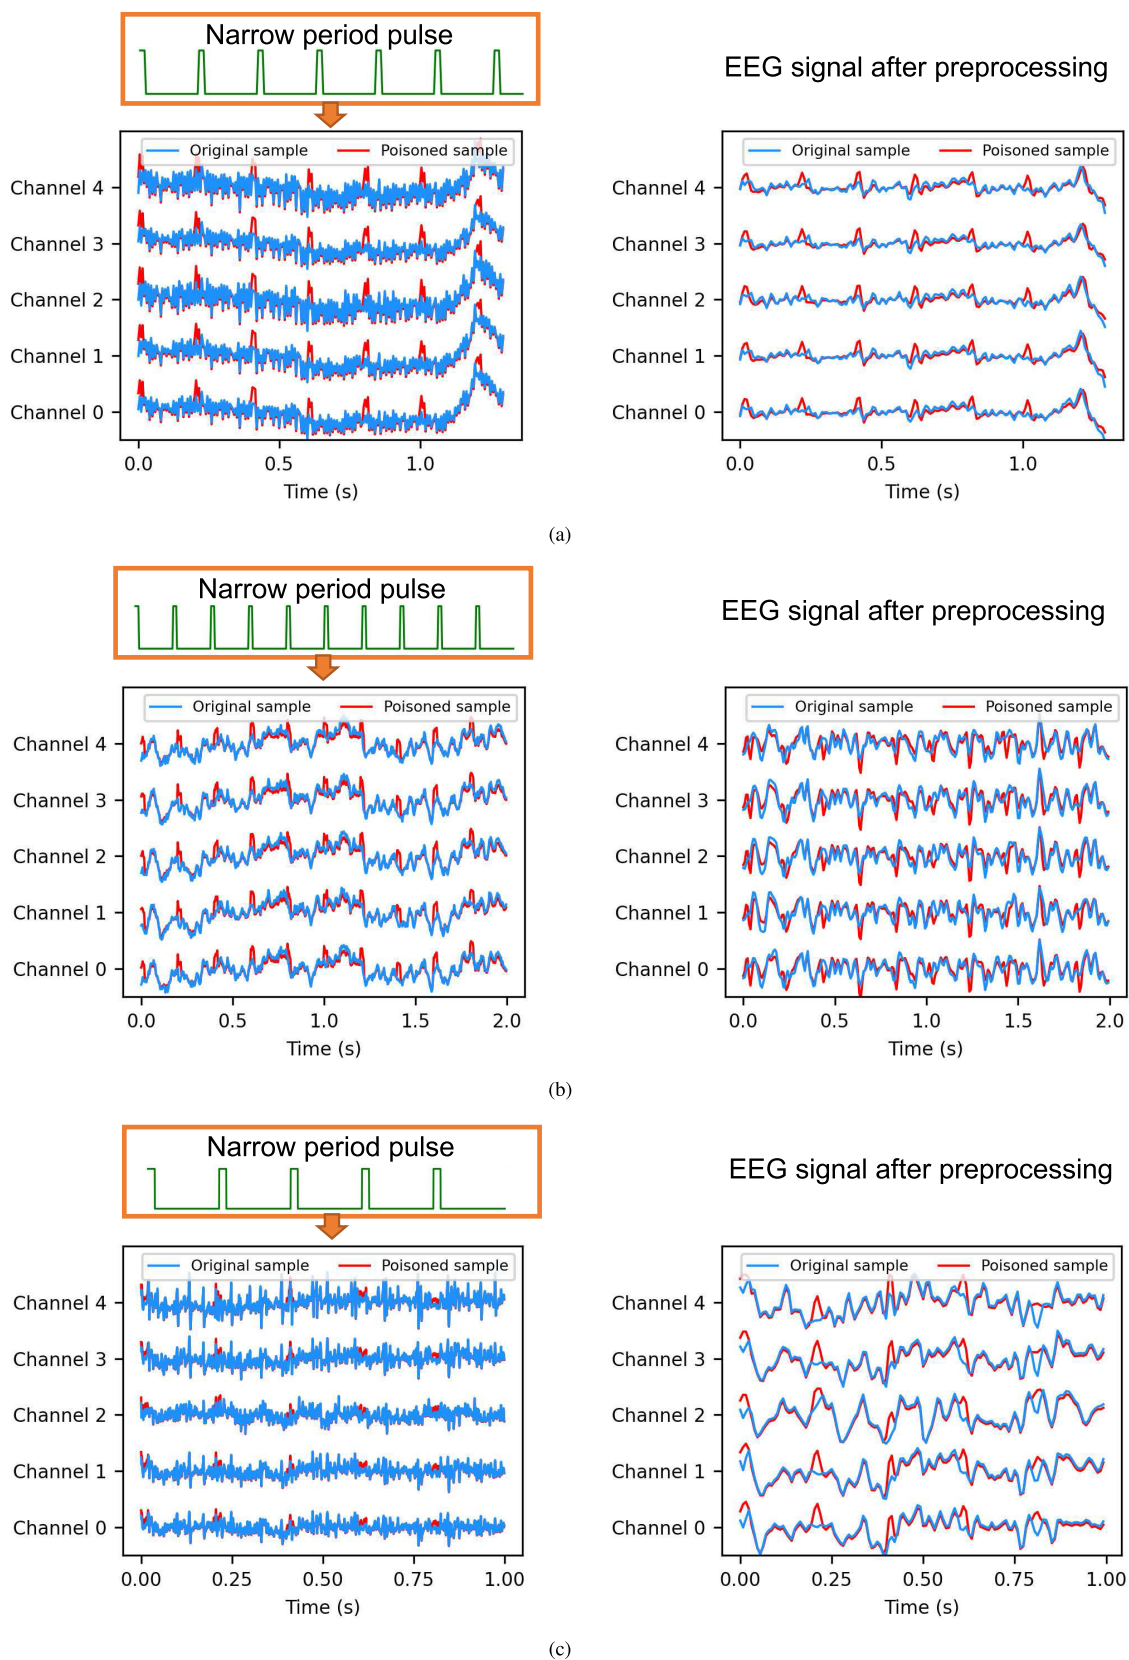 Narrow period pulse
EEG signal after preprocessing
Original sample Poisoned sample
Channel 4
Channel 3
Channel 2
Channel 1
Channel 0
0.0 0.5 1.0
Time (s)
Original sample Poisoned sample
Channel 4
Channel 3
Channel 2
Channel 1
Channel 0
0.0 0.5 1.0
Time (s)
(a)
Narrow period pulse
EEG signal after preprocessing
Original sample Poisoned sample
Channel 4
Channel 3
Channel 2
Channel 1
Channel 0
0.0 0.5 1.0 1.5 2.0
Time (s)
Original sample Poisoned sample
Channel 4
Channel 3
Channel 2
Channel 1
Channel 0
0.0 0.5 1.0 1.5 2.0
Time (s)
(b)
Narrow period pulse
EEG signal after preprocessing
Original sample Poisoned sample
Channel 4
Channel 3
Channel 2
Channel 1
Channel 0
0.00 0.25 0.50 0.75 1.00
Time (s)
Original sample Poisoned sample
Channel 4
Channel 3
Channel 2
Channel 1
Channel 0
0.00 0.25 0.50 0.75 1.00
Time (s)
(c)